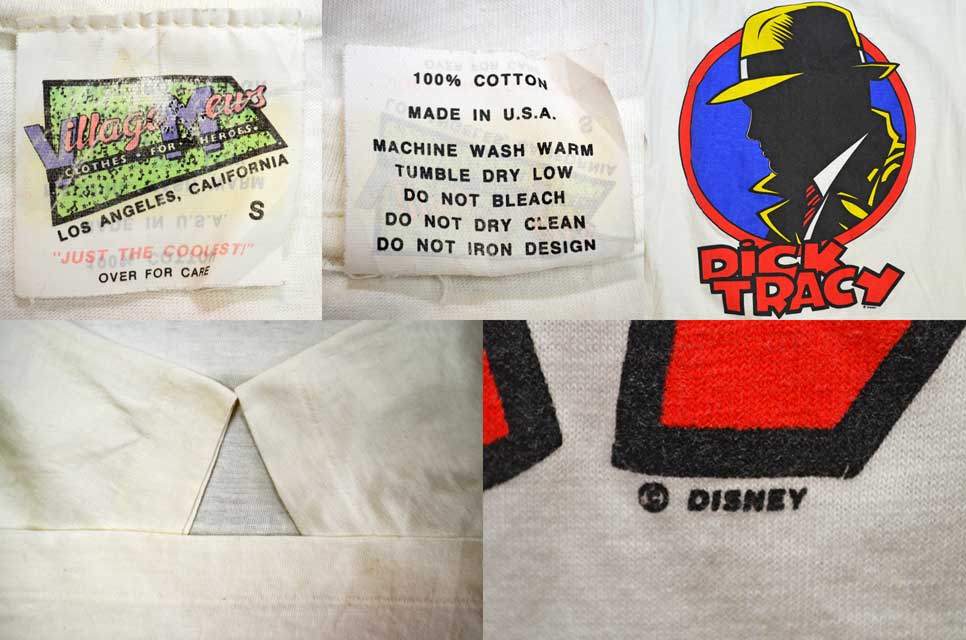 Village Mews
CLOTHES • FOR • HEROES.
LOS ANGELES, CALIFORNIA
S
"JUST THE COOLEST!"
OVER FOR CARE
100% COTTON
MADE IN U.S.A.
MACHINE WASH WARM
TUMBLE DRY LOW
DO NOT BLEACH
DO NOT DRY CLEAN
DO NOT IRON DESIGN
DICK
TRACY
© DISNEY